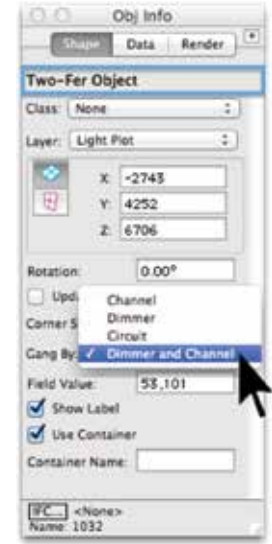 Obj Info
Shape Data Render
Two-Fer Object
Class: None
Layer: Light Plot
X: -2743
Y: 4252
Z: 6706
Rotation: 0.00°
Upd
Channel
Dimmer
Corner S
Circuit
Gang By: ✓ Dimmer and Channel
Field Value: 53,101
Show Label
Use Container
Container Name:
IFC... <None>
Name: 1032